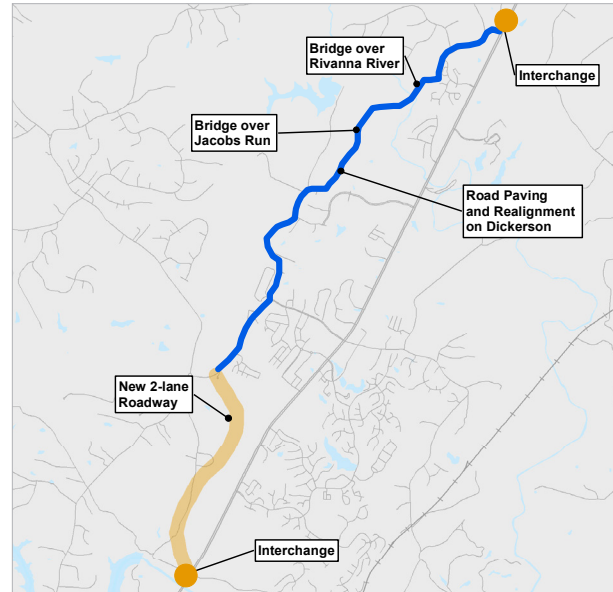 Bridge over
Rivanna River
Interchange
Bridge over
Jacobs Run
Road Paving
and Realignment
on Dickerson
New 2-lane
Roadway
Interchange